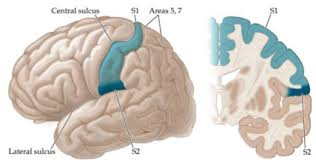 Central sulcus S1 Areas 5, 7 S1
Lateral sulcus S2 S2